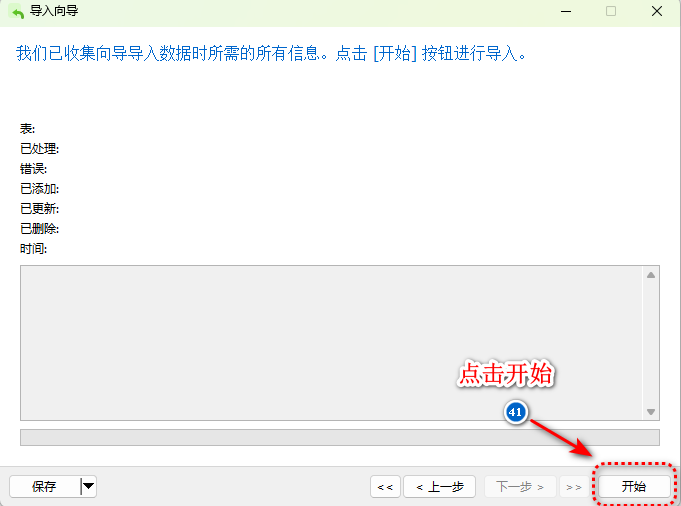 导入向导
我们已收集向导导入数据时所需的所有信息。点击 [开始] 按钮进行导入。
表:
已处理:
错误:
已添加:
已更新:
已删除:
时间:
点击开始
41
保存
<<
< 上一步
下一步 >
>>
开始